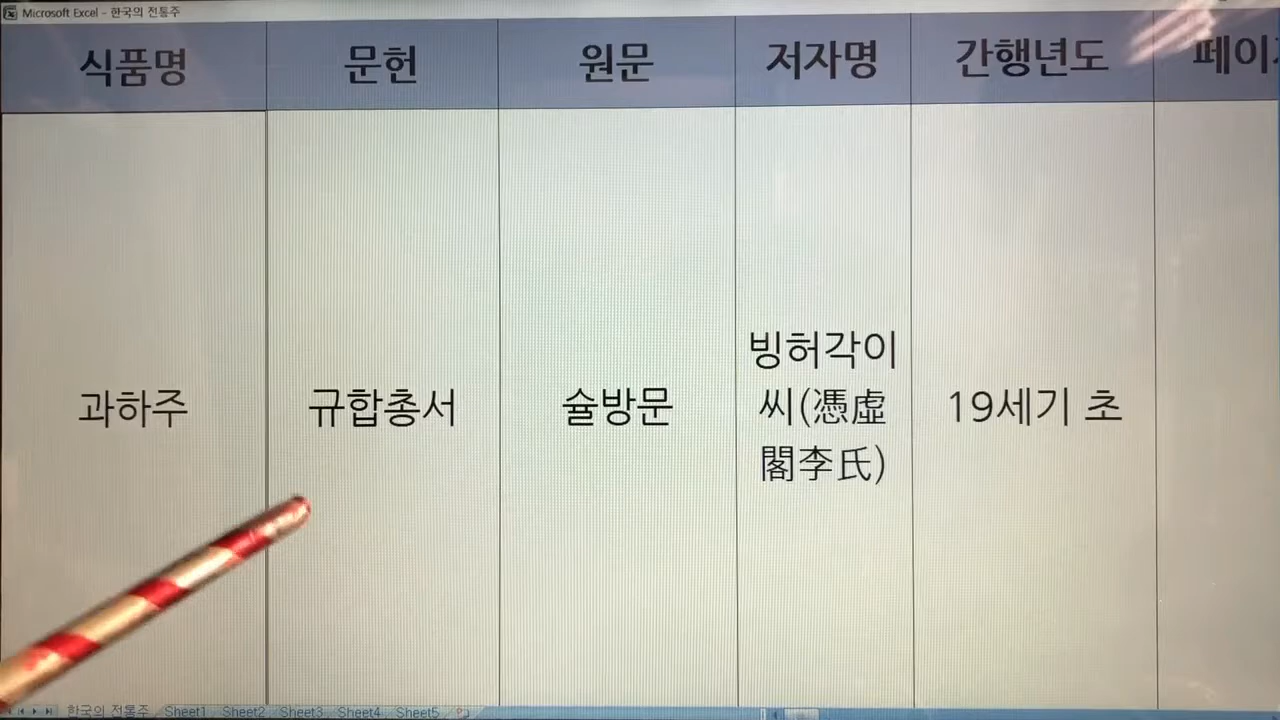 Microsoft Excel - 한국의 전통주
식품명 문헌 원문 저자명 간행년도 페이
과하주 규합총서 슐방문 빙허각이씨(憑虛閣李氏) 19세기 초
한국의 전통주 Sheet1 Sheet2 Sheet3 Sheet4 Sheet5